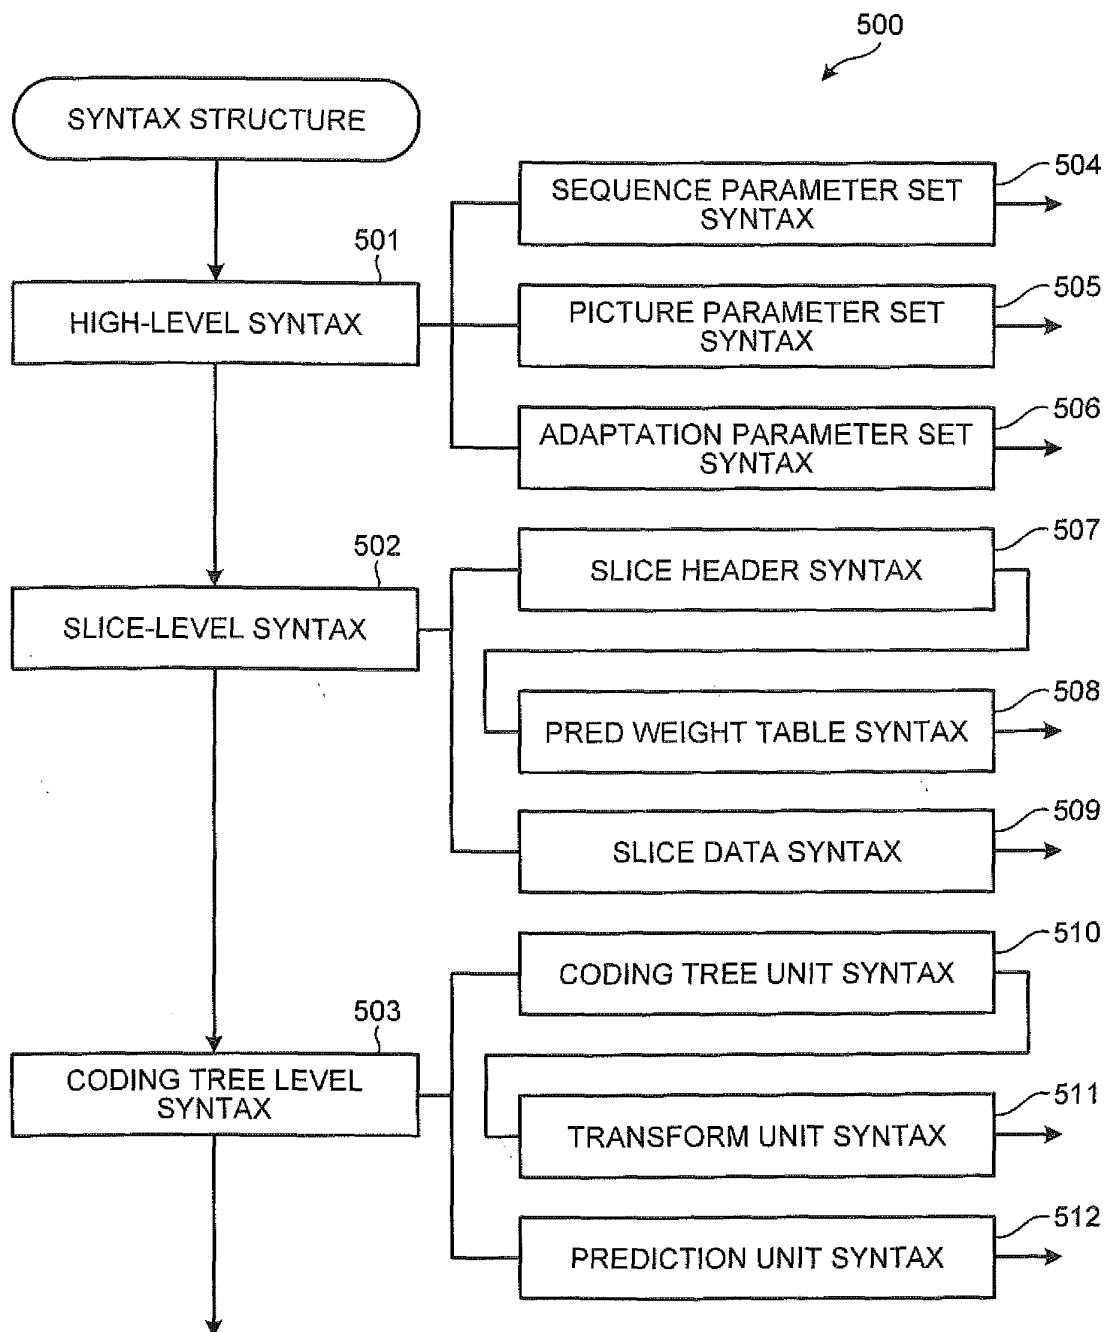 500
SYNTAX STRUCTURE
504
SEQUENCE PARAMETER SET
SYNTAX
501
HIGH-LEVEL SYNTAX
505
PICTURE PARAMETER SET
SYNTAX
506
ADAPTATION PARAMETER SET
SYNTAX
502
SLICE-LEVEL SYNTAX
507
SLICE HEADER SYNTAX
508
PRED WEIGHT TABLE SYNTAX
509
SLICE DATA SYNTAX
503
CODING TREE LEVEL
SYNTAX
510
CODING TREE UNIT SYNTAX
511
TRANSFORM UNIT SYNTAX
512
PREDICTION UNIT SYNTAX